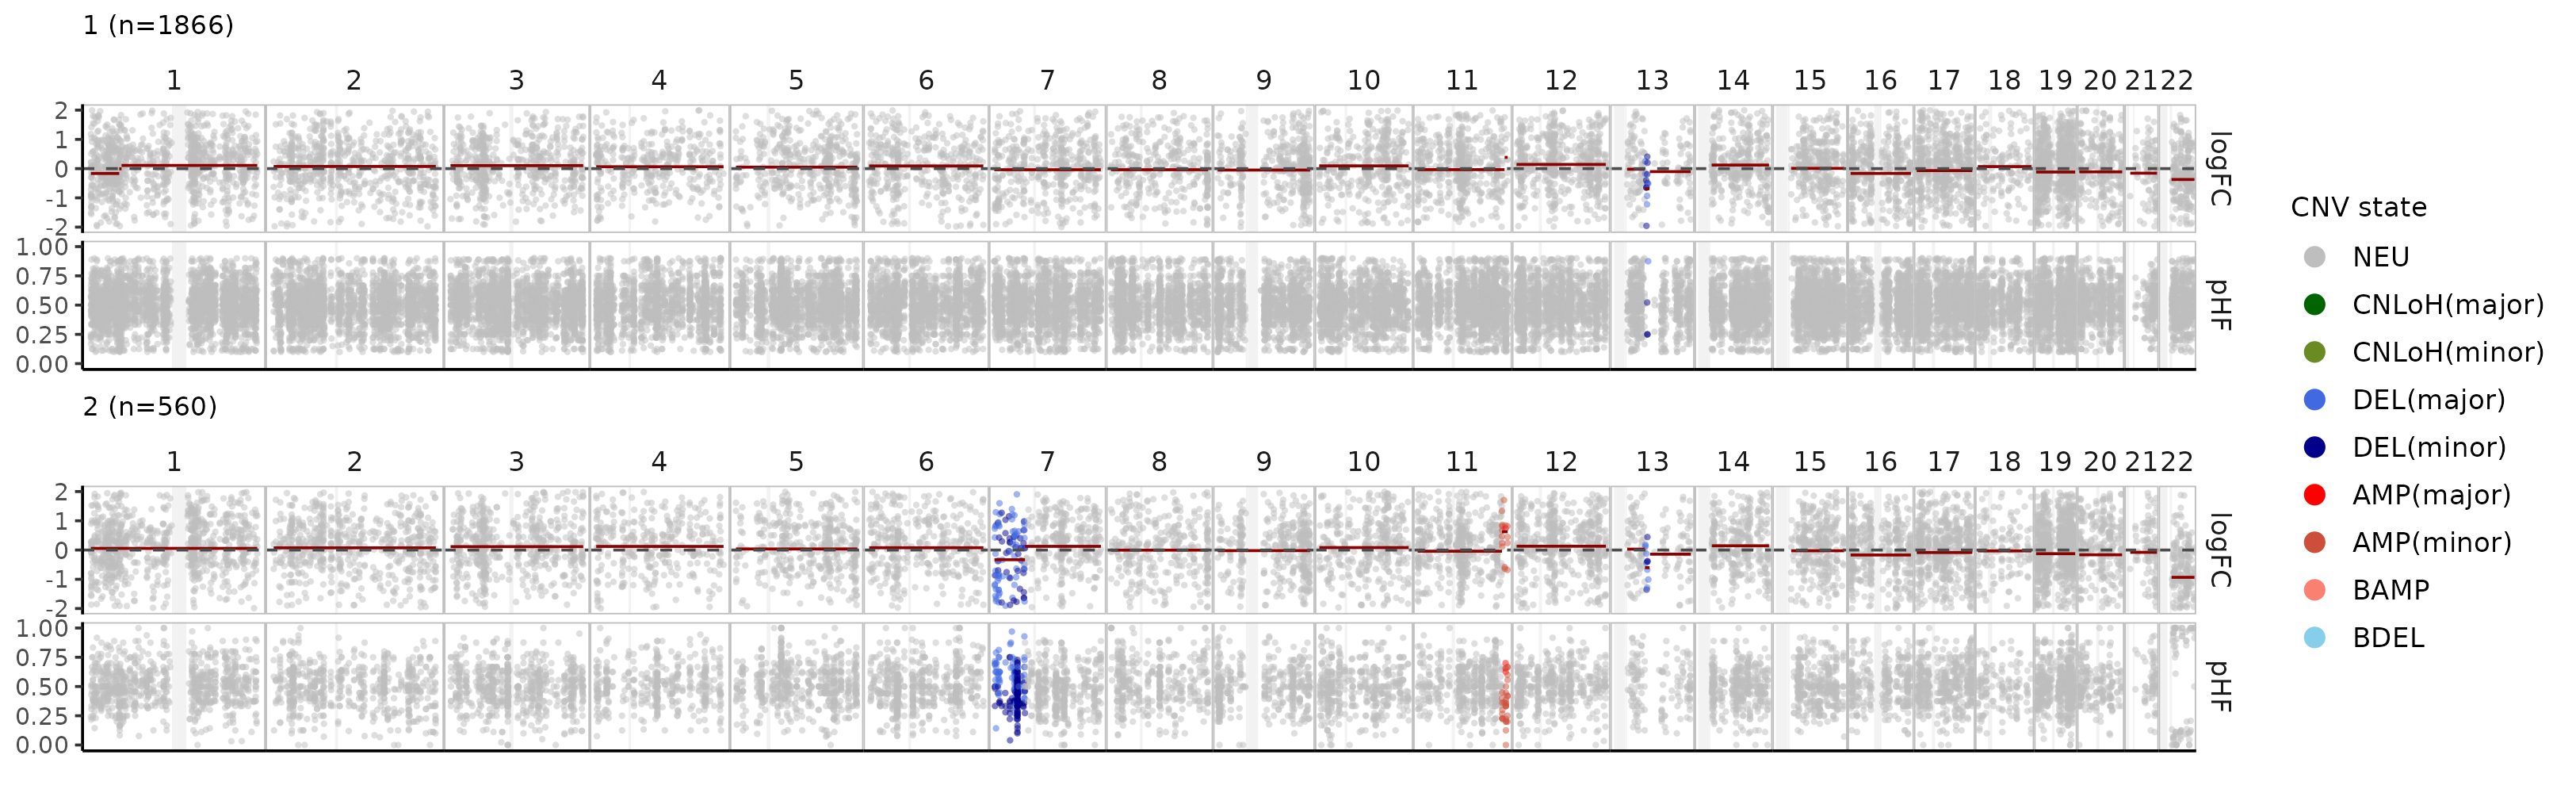 1 (n=1866)
1 2 3 4 5 6 7 8 9 10 11 12 13 14 15 16 17 18 19 20 21 22
2
1
0
-1
-2
logFC
1.00
0.75
0.50
0.25
0.00
pHF
2 (n=560)
1 2 3 4 5 6 7 8 9 10 11 12 13 14 15 16 17 18 19 20 21 22
2
1
0
-1
-2
logFC
1.00
0.75
0.50
0.25
0.00
pHF
CNV state
NEU
CNLoH(major)
CNLoH(minor)
DEL(major)
DEL(minor)
AMP(major)
AMP(minor)
BAMP
BDEL